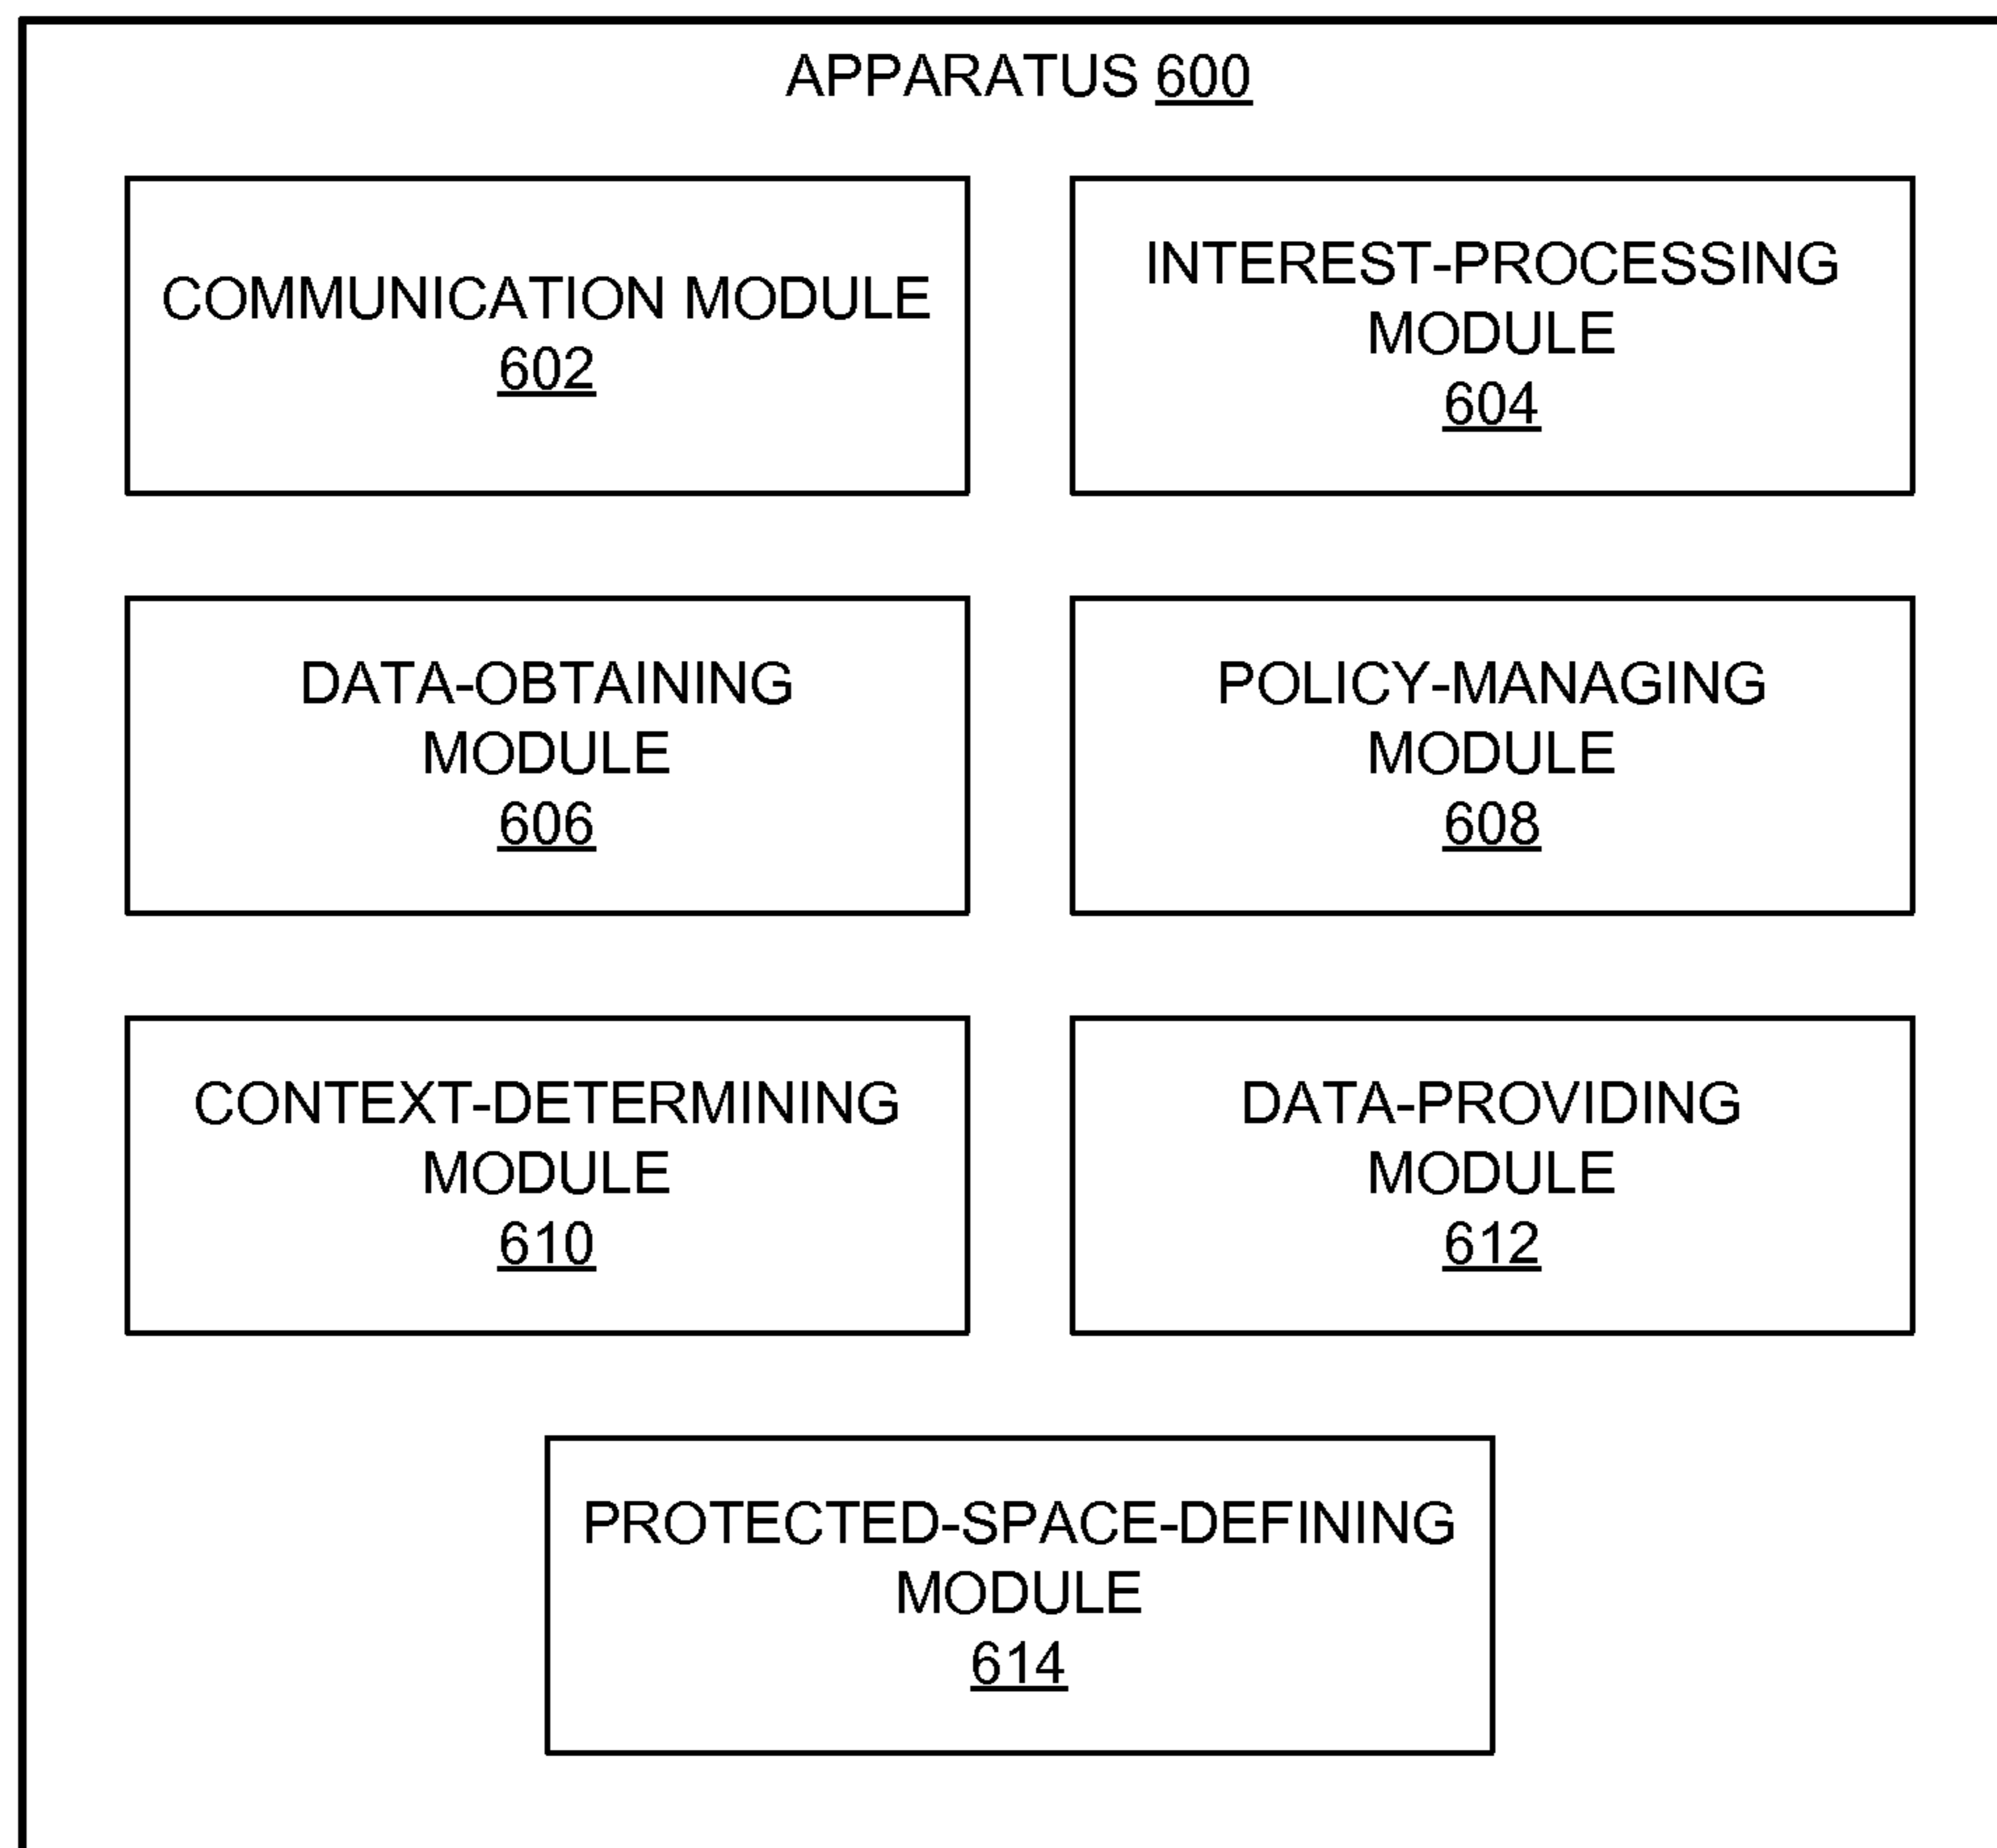 APPARATUS 600
COMMUNICATION MODULE
602
INTEREST-PROCESSING
MODULE
604
DATA-OBTAINING
MODULE
606
POLICY-MANAGING
MODULE
608
CONTEXT-DETERMINING
MODULE
610
DATA-PROVIDING
MODULE
612
PROTECTED-SPACE-DEFINING
MODULE
614